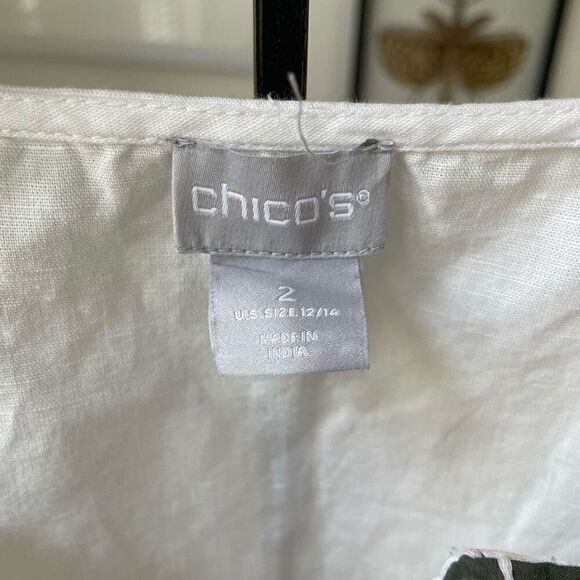 chico's®
2
U.S.SIZE.12/14
MADE IN
INDIA